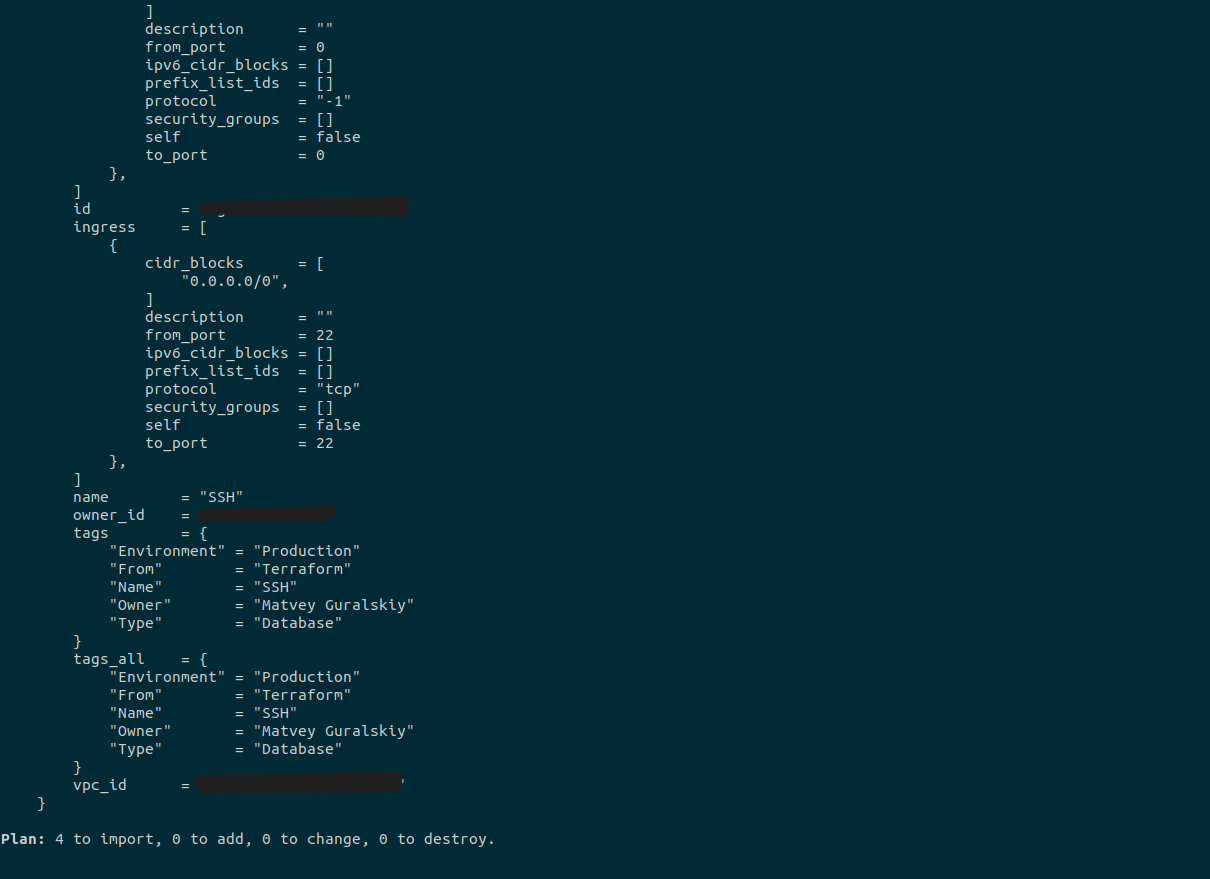 ]
                description      = ""
                from_port        = 0
                ipv6_cidr_blocks = []
                prefix_list_ids  = []
                protocol         = "-1"
                security_groups  = []
                self             = false
                to_port          = 0
            },
        ]
        id          =
        ingress     = [
            {
                cidr_blocks      = [
                    "0.0.0.0/0",
                ]
                description      = ""
                from_port        = 22
                ipv6_cidr_blocks = []
                prefix_list_ids  = []
                protocol         = "tcp"
                security_groups  = []
                self             = false
                to_port          = 22
            },
        ]
        name        = "SSH"
        owner_id    =
        tags        = {
            "Environment" = "Production"
            "From"        = "Terraform"
            "Name"        = "SSH"
            "Owner"       = "Matvey Guralskiy"
            "Type"        = "Database"
        }
        tags_all    = {
            "Environment" = "Production"
            "From"        = "Terraform"
            "Name"        = "SSH"
            "Owner"       = "Matvey Guralskiy"
            "Type"        = "Database"
        }
        vpc_id      =
    }
Plan: 4 to import, 0 to add, 0 to change, 0 to destroy.